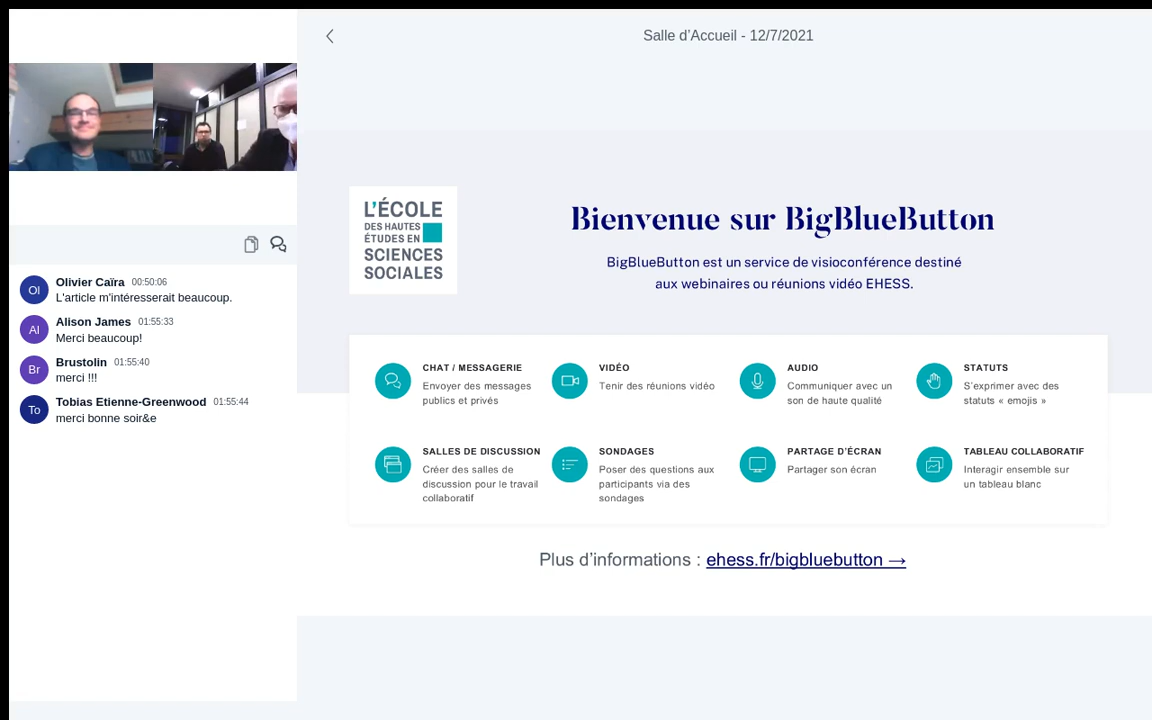 Salle d’Accueil - 12/7/2021
Ol
Olivier Caïra 00:50:06
L'article m'intéresserait beaucoup.
Al
Alison James 01:55:33
Merci beaucoup!
Br
Brustolin 01:55:40
merci !!!
To
Tobias Etienne-Greenwood 01:55:44
merci bonne soir&e
L’ÉCOLE
DES HAUTES
ÉTUDES EN
SCIENCES
SOCIALES
Bienvenue sur BigBlueButton
BigBlueButton est un service de visioconférence destiné
aux webinaires ou réunions vidéo EHESS.
CHAT / MESSAGERIE
Envoyer des messages
publics et privés
VIDÉO
Tenir des réunions vidéo
AUDIO
Communiquer avec un
son de haute qualité
STATUTS
S’exprimer avec des
statuts « emojis »
SALLES DE DISCUSSION
Créer des salles de
discussion pour le travail
collaboratif
SONDAGES
Poser des questions aux
participants via des
sondages
PARTAGE D’ÉCRAN
Partager son écran
TABLEAU COLLABORATIF
Interagir ensemble sur
un tableau blanc
Plus d’informations : ehess.fr/bigbluebutton →